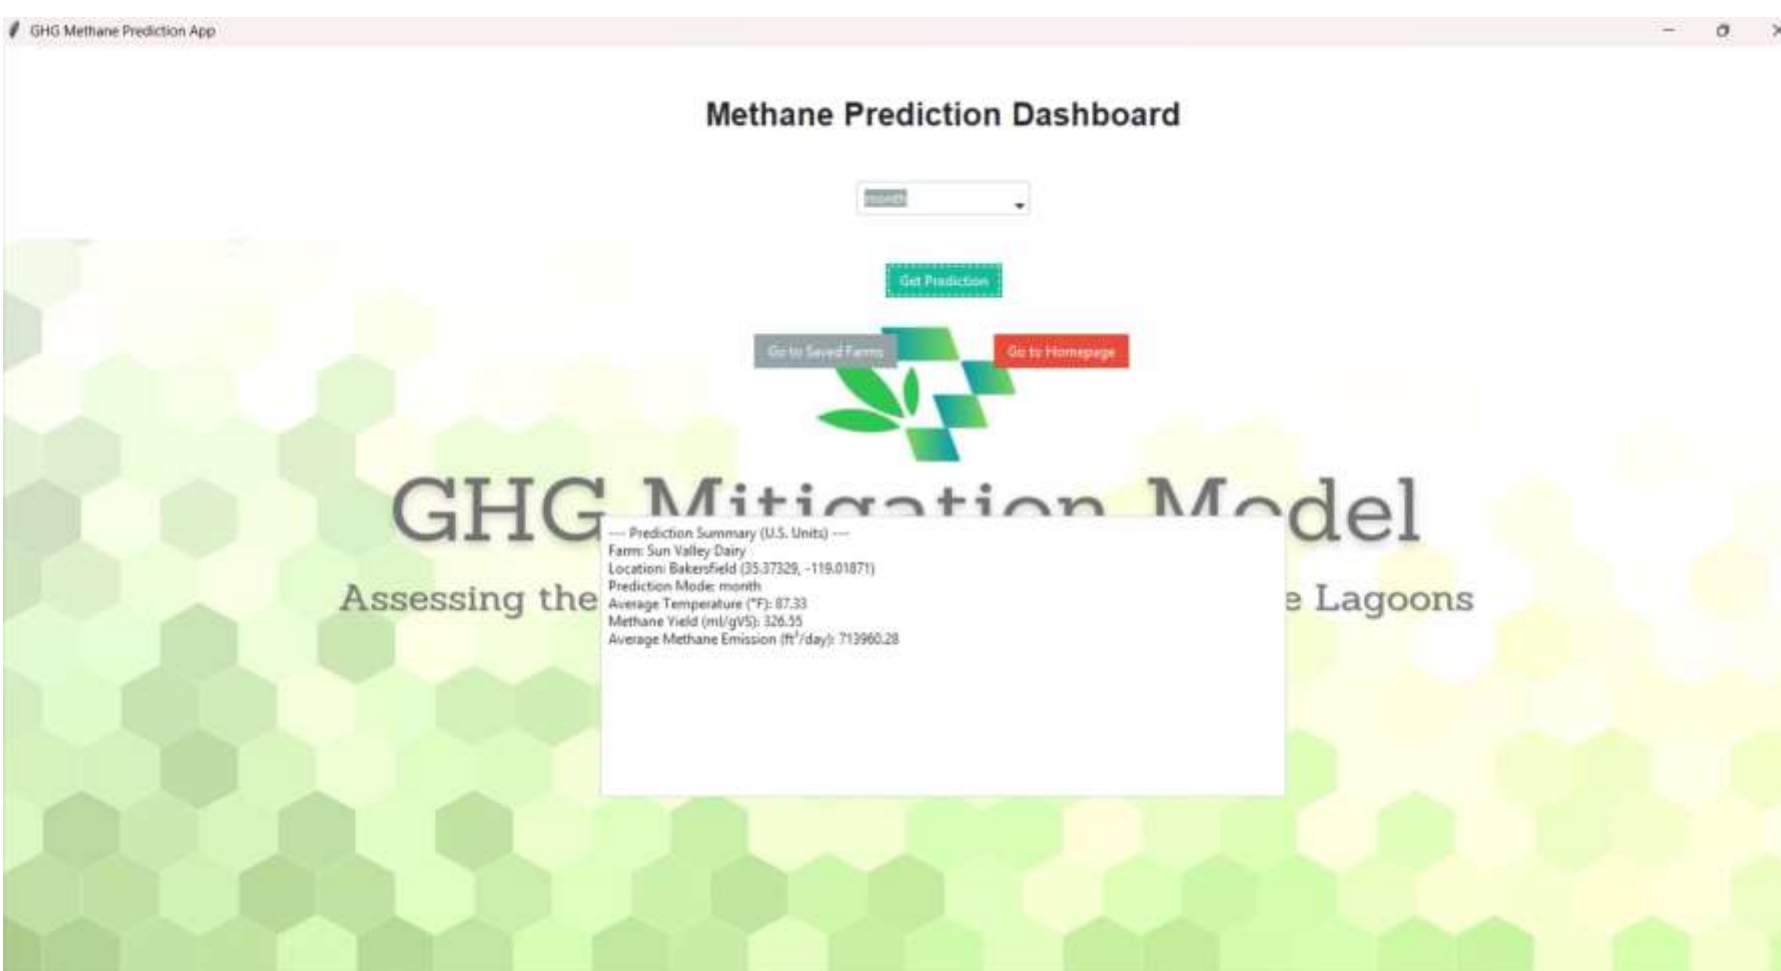 GHG Methane Prediction App
Methane Prediction Dashboard
month
Get Prediction
Go to Saved Farms
Go to Homepage
GHG Mitigation Model
Assessing the
e Lagoons
---- Prediction Summary (U.S. Units) ----
Farm: Sun Valley Dairy
Location: Bakersfield (35.37329, -119.01871)
Prediction Mode: month
Average Temperature (°F): 87.33
Methane Yield (ml/gVS): 326.55
Average Methane Emission (ft³/day): 713960.28